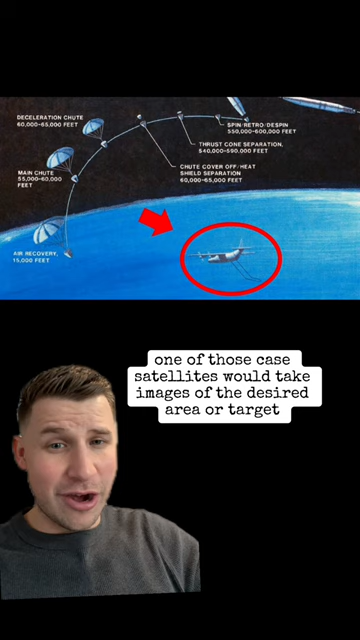 DECELERATION CHUTE
60,000-65,000 FEET
SPIN/RETRO/DESPIN
550,000-600,000 FEET
THRUST CONE SEPARATION,
540,000-590,000 FEET
CHUTE COVER OFF/HEAT
SHIELD SEPARATION
60,000-65,000 FEET
MAIN CHUTE
55,000-60,000
FEET
AIR RECOVERY,
15,000 FEET
one of those case
satellites would take
images of the desired
area or target